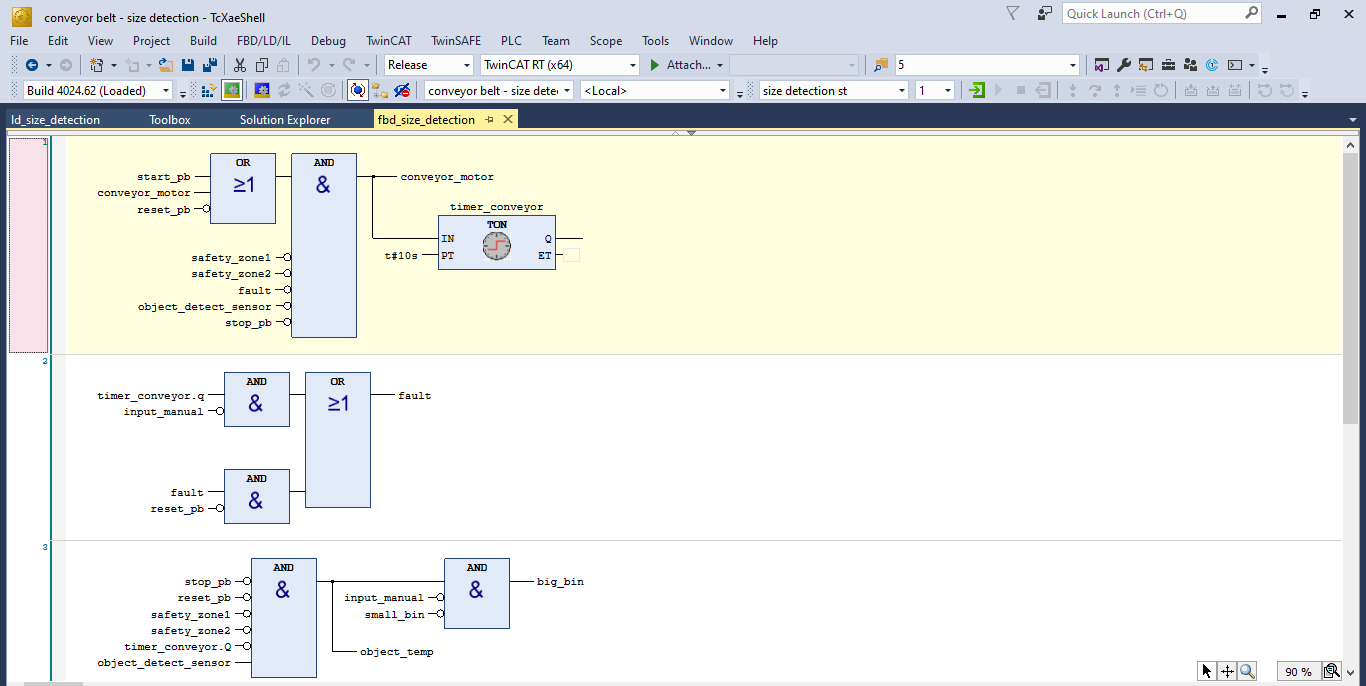 conveyor belt - size detection - TcXaeShell
Quick Launch (Ctrl+Q)
File Edit View Project Build FBD/LD/IL Debug TwinCAT TwinSAFE PLC Team Scope Tools Window Help
Release TwinCAT RT (x64) Attach... 5
Build 4024.62 (Loaded) conveyor belt - size detec <Local> size detection st 1
ld_size_detection Toolbox Solution Explorer fbd_size_detection
1
OR AND
start_pb ≥1 & conveyor_motor
conveyor_motor
reset_pb
timer_conveyor
TON
IN Q
t#10s PT ET
safety_zone1
safety_zone2
fault
object_detect_sensor
stop_pb
2
AND OR
timer_conveyor.q & ≥1 fault
input_manual
AND
fault &
reset_pb
3
AND AND
stop_pb & & big_bin
reset_pb input_manual
safety_zone1 small_bin
safety_zone2
timer_conveyor.Q
object_temp
object_detect_sensor
90 %